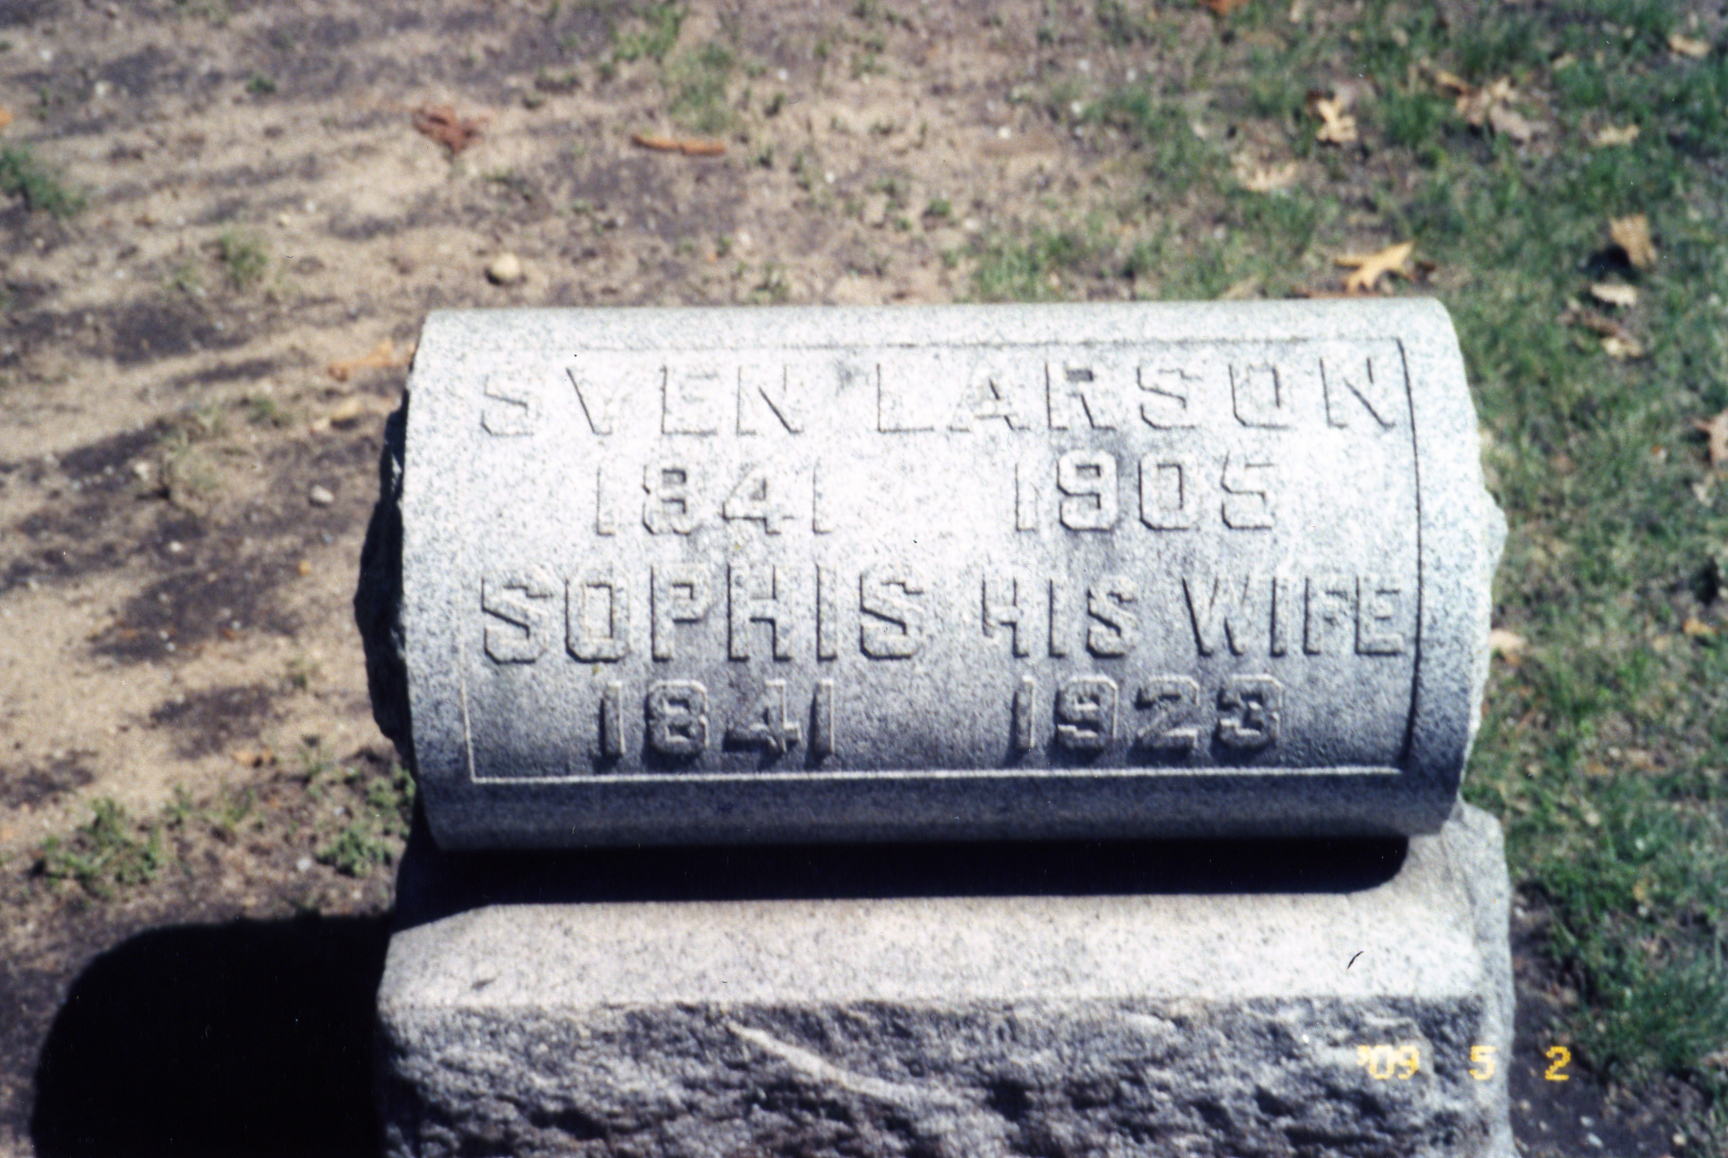 SVEN LARSON
1841 1905
SOPHIS HIS WIFE
1841 1923
'09 5 2